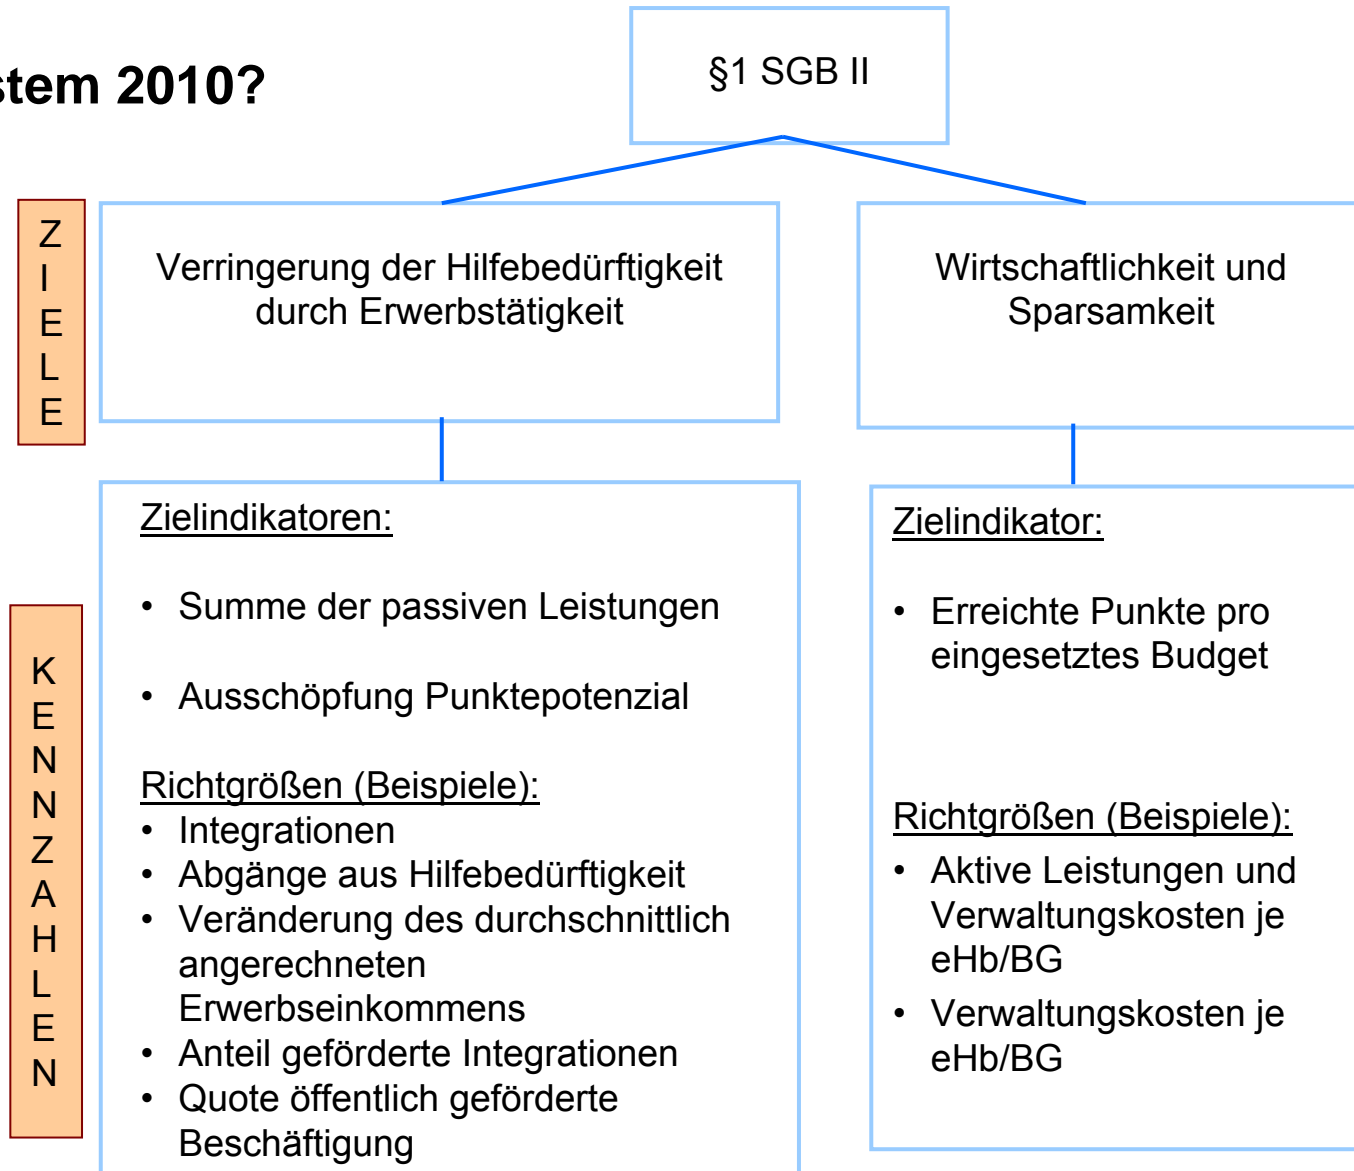 stem 2010?
§1 SGB II
ZIELE
Verringerung der Hilfebedürftigkeit
durch Erwerbstätigkeit
Wirtschaftlichkeit und
Sparsamkeit
KENNZAHLEN
Zielindikatoren:
• Summe der passiven Leistungen
• Ausschöpfung Punktepotenzial
Richtgrößen (Beispiele):
• Integrationen
• Abgänge aus Hilfebedürftigkeit
• Veränderung des durchschnittlich
angerechneten
Erwerbseinkommens
• Anteil geförderte Integrationen
• Quote öffentlich geförderte
Beschäftigung
Zielindikator:
• Erreichte Punkte pro
eingesetztes Budget
Richtgrößen (Beispiele):
• Aktive Leistungen und
Verwaltungskosten je
eHb/BG
• Verwaltungskosten je
eHb/BG